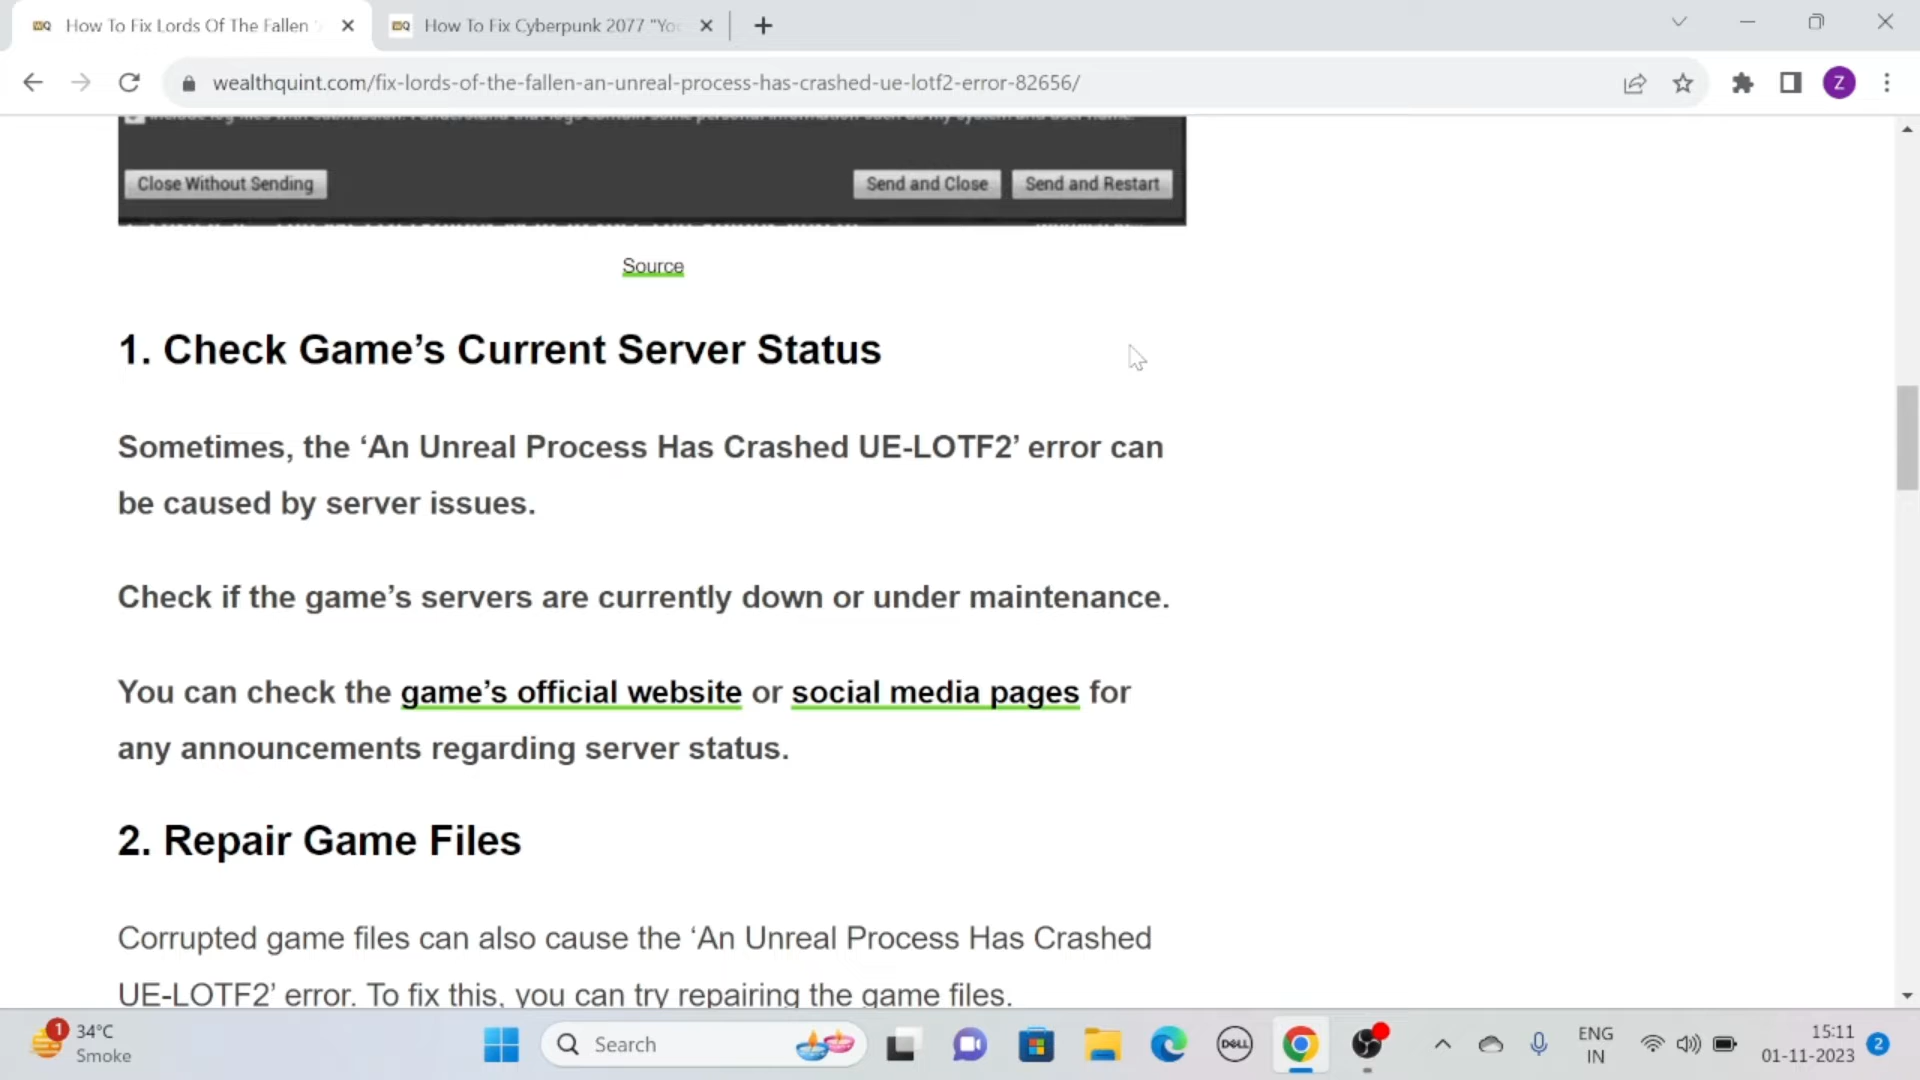 How To Fix Lords Of The Fallen
How To Fix Cyberpunk 2077 "Yo
wealthquint.com/fix-lords-of-the-fallen-an-unreal-process-has-crashed-ue-lotf2-error-82656/
Z
Close Without Sending
Send and Close
Send and Restart
Source
1. Check Game’s Current Server Status
Sometimes, the ‘An Unreal Process Has Crashed UE-LOTF2’ error can
be caused by server issues.
Check if the game’s servers are currently down or under maintenance.
You can check the game’s official website or social media pages for
any announcements regarding server status.
2. Repair Game Files
Corrupted game files can also cause the ‘An Unreal Process Has Crashed
UE-LOTF2’ error. To fix this, you can try repairing the game files.
1
34°C
Smoke
Search
DELL
ENG
IN
15:11
01-11-2023
2